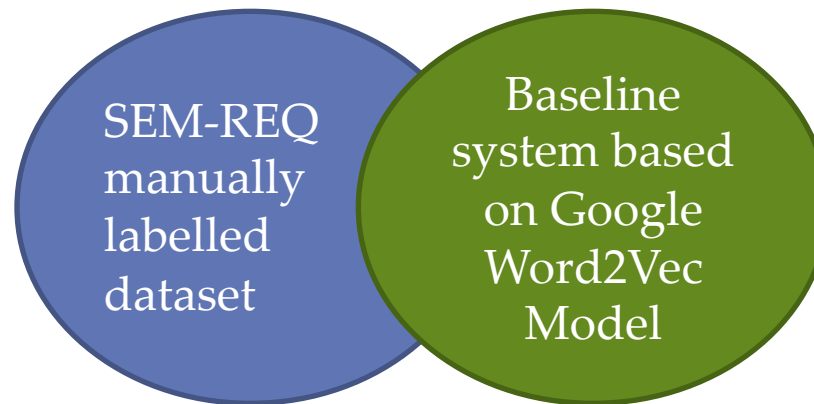 SEM-REQ
manually
labelled
dataset
Baseline
system based
on Google
Word2Vec
Model